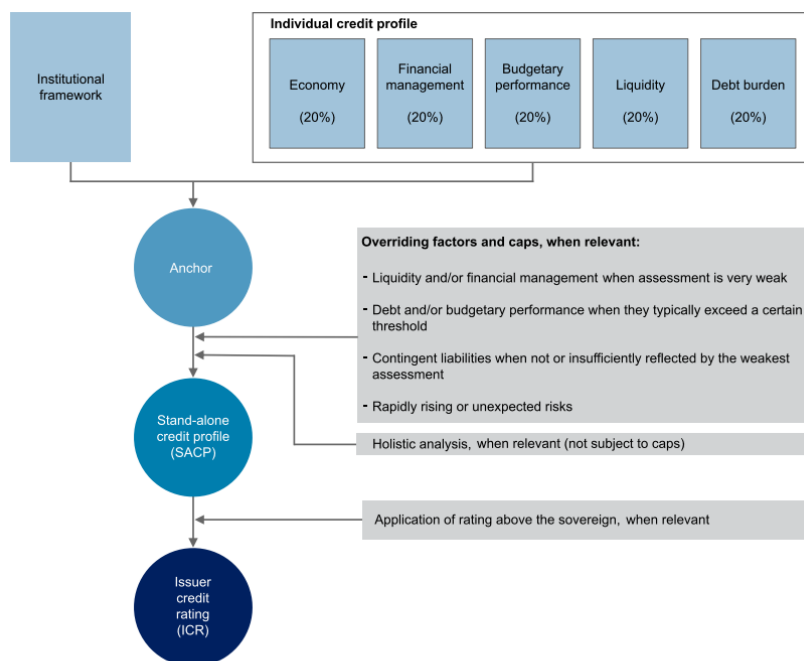 Individual credit profile
Institutional
framework
Economy
(20%)
Financial
management
(20%)
Budgetary
performance
(20%)
Liquidity
(20%)
Debt burden
(20%)
Anchor
Overriding factors and caps, when relevant:
- Liquidity and/or financial management when assessment is very weak
- Debt and/or budgetary performance when they typically exceed a certain
threshold
- Contingent liabilities when not or insufficiently reflected by the weakest
assessment
- Rapidly rising or unexpected risks
Stand-alone
credit profile
(SACP)
Holistic analysis, when relevant (not subject to caps)
Application of rating above the sovereign, when relevant
Issuer
credit
rating
(ICR)